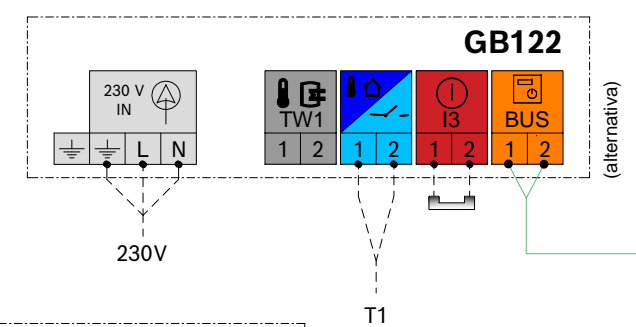 GB122
230 V
IN
L N
TW1
1 2
1 2
I3
1 2
BUS
1 2
(alternativa)
230V
T1